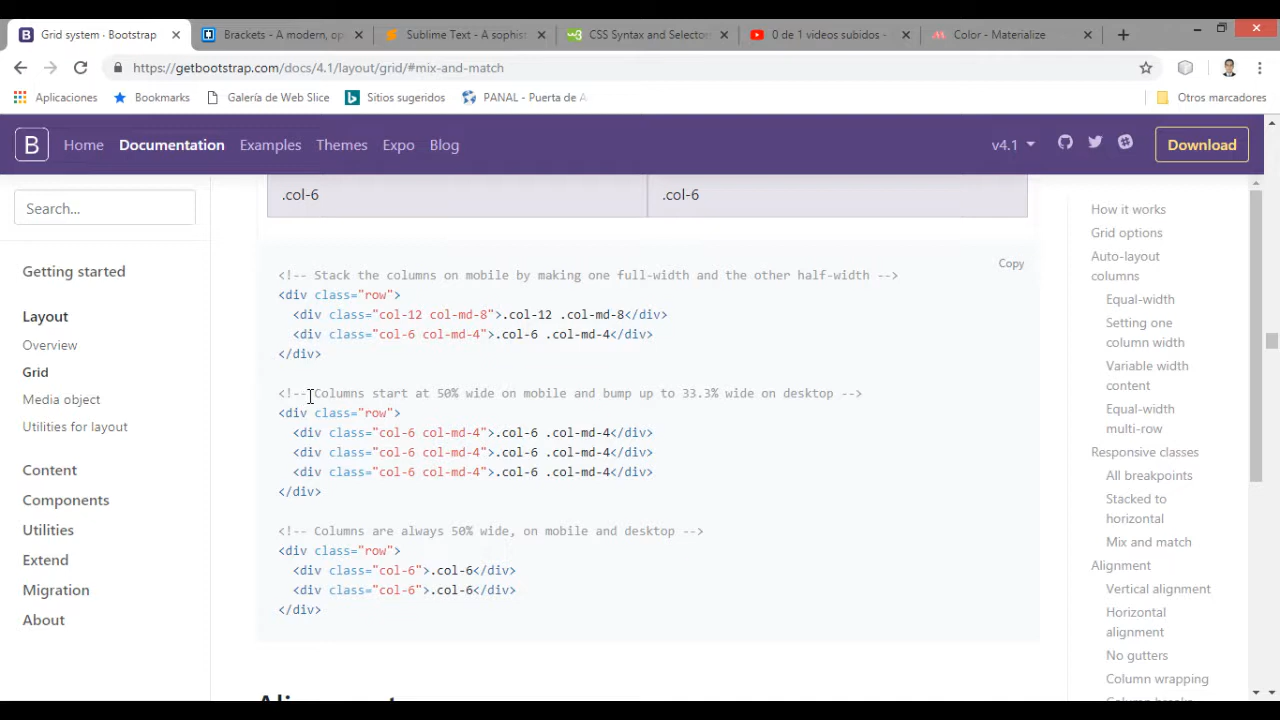 Grid system · Bootstrap
Brackets - A modern, op
Sublime Text - A sophist
CSS Syntax and Selector
0 de 1 videos subidos -
Color - Materialize
https://getbootstrap.com/docs/4.1/layout/grid/#mix-and-match
Aplicaciones
Bookmarks
Galería de Web Slice
Sitios sugeridos
PANAL - Puerta de A
Otros marcadores
B
Home
Documentation
Examples
Themes
Expo
Blog
v4.1
Download
Search...
Getting started
Layout
Overview
Grid
Media object
Utilities for layout
Content
Components
Utilities
Extend
Migration
About
.col-6
.col-6
Copy
<!-- Stack the columns on mobile by making one full-width and the other half-width -->
<div class="row">
  <div class="col-12 col-md-8">.col-12 .col-md-8</div>
  <div class="col-6 col-md-4">.col-6 .col-md-4</div>
</div>
<!-- Columns start at 50% wide on mobile and bump up to 33.3% wide on desktop -->
<div class="row">
  <div class="col-6 col-md-4">.col-6 .col-md-4</div>
  <div class="col-6 col-md-4">.col-6 .col-md-4</div>
  <div class="col-6 col-md-4">.col-6 .col-md-4</div>
</div>
<!-- Columns are always 50% wide, on mobile and desktop -->
<div class="row">
  <div class="col-6">.col-6</div>
  <div class="col-6">.col-6</div>
</div>
How it works
Grid options
Auto-layout
columns
Equal-width
Setting one
column width
Variable width
content
Equal-width
multi-row
Responsive classes
All breakpoints
Stacked to
horizontal
Mix and match
Alignment
Vertical alignment
Horizontal
alignment
No gutters
Column wrapping